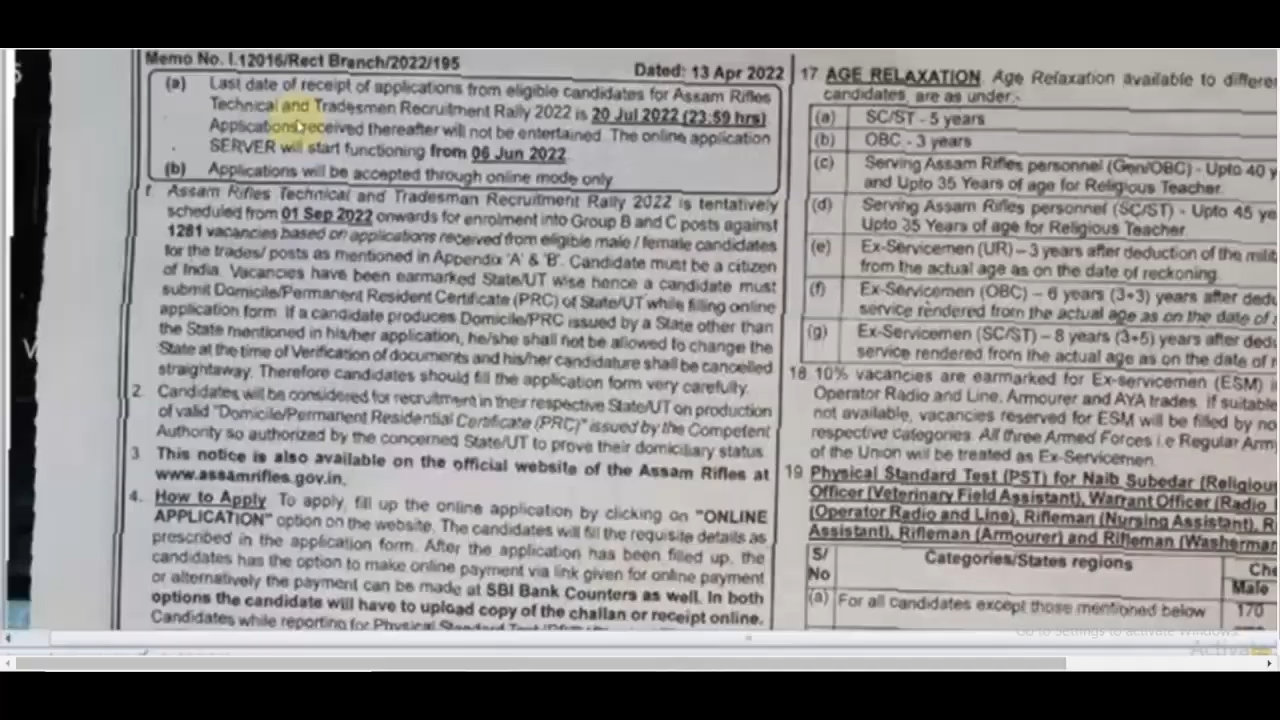 Memo No. I.12016/Rect Branch/2022/195
Dated: 13 Apr 2022
(a) Last date of receipt of applications from eligible candidates for Assam Rifles
Technical and Tradesmen Recruitment Rally 2022 is 20 Jul 2022 (23:59 hrs)
Applications received thereafter will not be entertained. The online application
SERVER will start functioning from 06 Jun 2022
(b) Applications will be accepted through online mode only
Assam Rifles Technical and Tradesman Recruitment Rally 2022 is tentatively
scheduled from 01 Sep 2022 onwards for enrolment into Group B and C posts against
1281 vacancies based on applications received from eligible male / female candidates
for the trades/ posts as mentioned in Appendix 'A' & 'B'. Candidate must be a citizen
of India. Vacancies have been earmarked State/UT wise hence a candidate must
submit Domicile/Permanent Resident Certificate (PRC) of State/UT while filling online
application form. If a candidate produces Domicile/PRC issued by a State other than
the State mentioned in his/her application, he/she shall not be allowed to change the
State at the time of Verification of documents and his/her candidature shall be cancelled
straightaway. Therefore candidates should fill the application form very carefully.
2. Candidates will be considered for recruitment in their respective State/UT on production
of valid "Domicile/Permanent Residential Certificate (PRC)" issued by the Competent
Authority so authorized by the concerned State/UT to prove their domiciliary status.
3. This notice is also available on the official website of the Assam Rifles at
www.assamrifles.gov.in.
4. How to Apply To apply, fill up the online application by clicking on "ONLINE
APPLICATION" option on the website. The candidates will fill the requisite details as
prescribed in the application form. After the application has been filled up, the
candidates has the option to make online payment via link given for online payment
or alternatively the payment can be made at SBI Bank Counters as well. In both
options the candidate will have to upload copy of the challan or receipt online.
Candidates while reporting for Physical Standard Test
17 AGE RELAXATION. Age Relaxation available to
candidates, are as under:-
(a) SC/ST - 5 years
(b) OBC - 3 years
(c) Serving Assam Rifles personnel (Gen/OBC) - Upto 40
and Upto 35 Years of age for Religious Teacher.
(d) Serving Assam Rifles personnel (SC/ST) - Upto 45
Upto 35 Years of age for Religious Teacher
(e) Ex-Servicemen (UR) – 3 years after deduction of the
from the actual age as on the date of reckoning.
(f) Ex-Servicemen (OBC) – 6 years (3+3) years after
service rendered from the actual age as on the date of
(g) Ex-Servicemen (SC/ST) – 8 years (3+5) years after
service rendered from the actual age as on the date of
18 10% vacancies are earmarked for Ex-servicemen (ESM)
Operator Radio and Line, Armourer and AYA trades. If
not available, vacancies reserved for ESM will be filled by
respective categories. All three Armed Forces i.e Regular
of the Union will be treated as Ex-Servicemen.
19 Physical Standard Test (PST) for Naib Subedar
Officer (Veterinary Field Assistant), Warrant Officer (Radio
(Operator Radio and Line), Rifleman (Nursing Assistant),
Assistant), Rifleman (Armourer) and Rifleman
S/ No Categories/States regions
Male
(a) For all candidates except those mentioned below 170
Go to Settings to activate Windows.